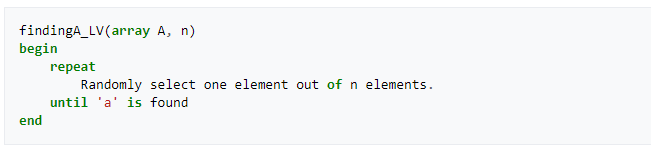 findingA_LV(array A, n)
begin
    repeat
        Randomly select one element out of n elements.
    until 'a' is found
end